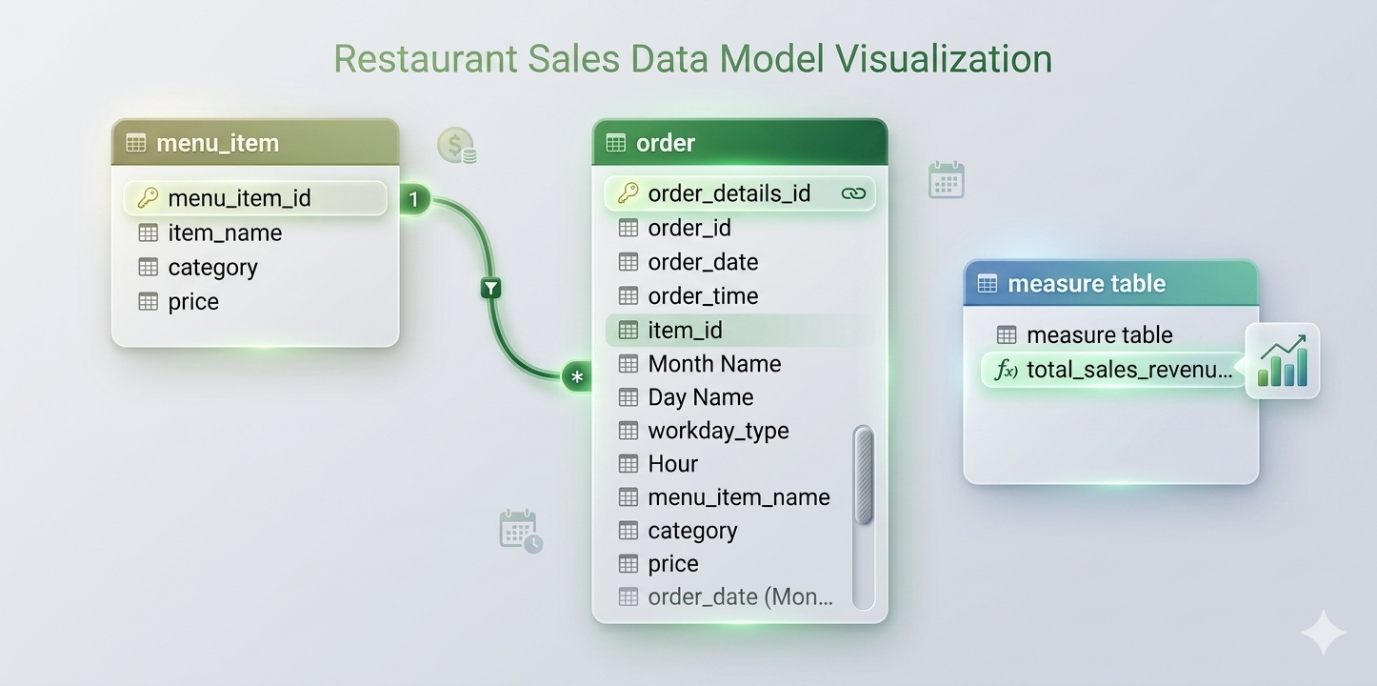 Restaurant Sales Data Model Visualization
menu_item
menu_item_id
item_name
category
price
1
*
order
order_details_id
order_id
order_date
order_time
item_id
Month Name
Day Name
workday_type
Hour
menu_item_name
category
price
order_date (Mon...
measure table
measure table
fx) total_sales_revenu...
$